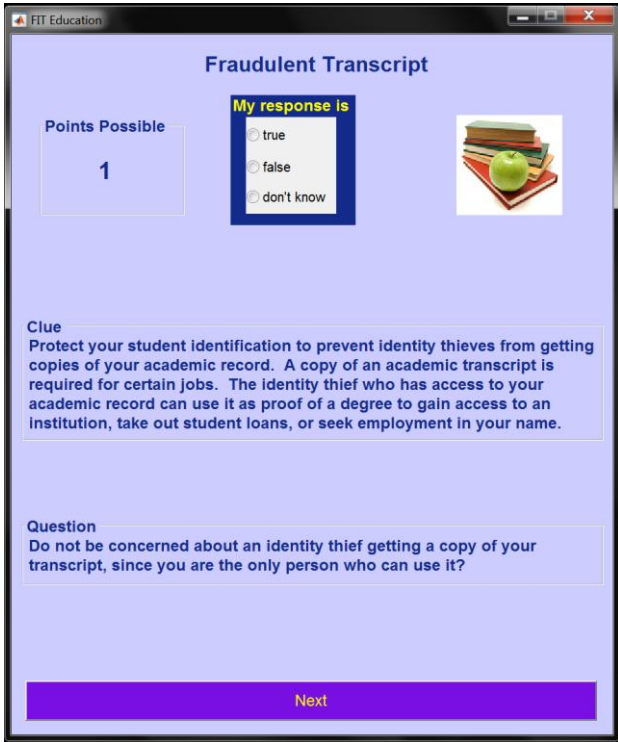 FIT Education
Fraudulent Transcript
Points Possible
1
My response is
true
false
don't know
Clue
Protect your student identification to prevent identity thieves from getting
copies of your academic record.  A copy of an academic transcript is
required for certain jobs.  The identity thief who has access to your
academic record can use it as proof of a degree to gain access to an
institution, take out student loans, or seek employment in your name.
Question
Do not be concerned about an identity thief getting a copy of your
transcript, since you are the only person who can use it?
Next